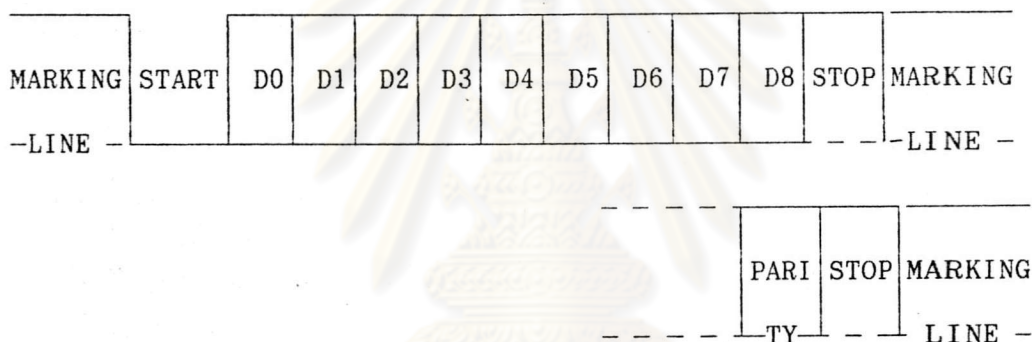 MARKING START D0 D1 D2 D3 D4 D5 D6 D7 D8 STOP MARKING
LINE LINE
PARI STOP MARKING
TY LINE